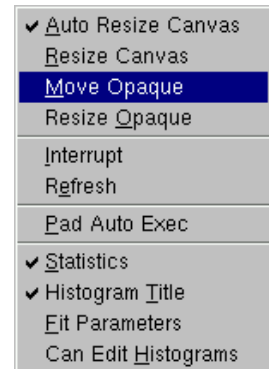 Auto Resize Canvas
Resize Canvas
Move Opaque
Resize Opaque
Interrupt
Refresh
Pad Auto Exec
Statistics
Histogram Title
Fit Parameters
Can Edit Histograms